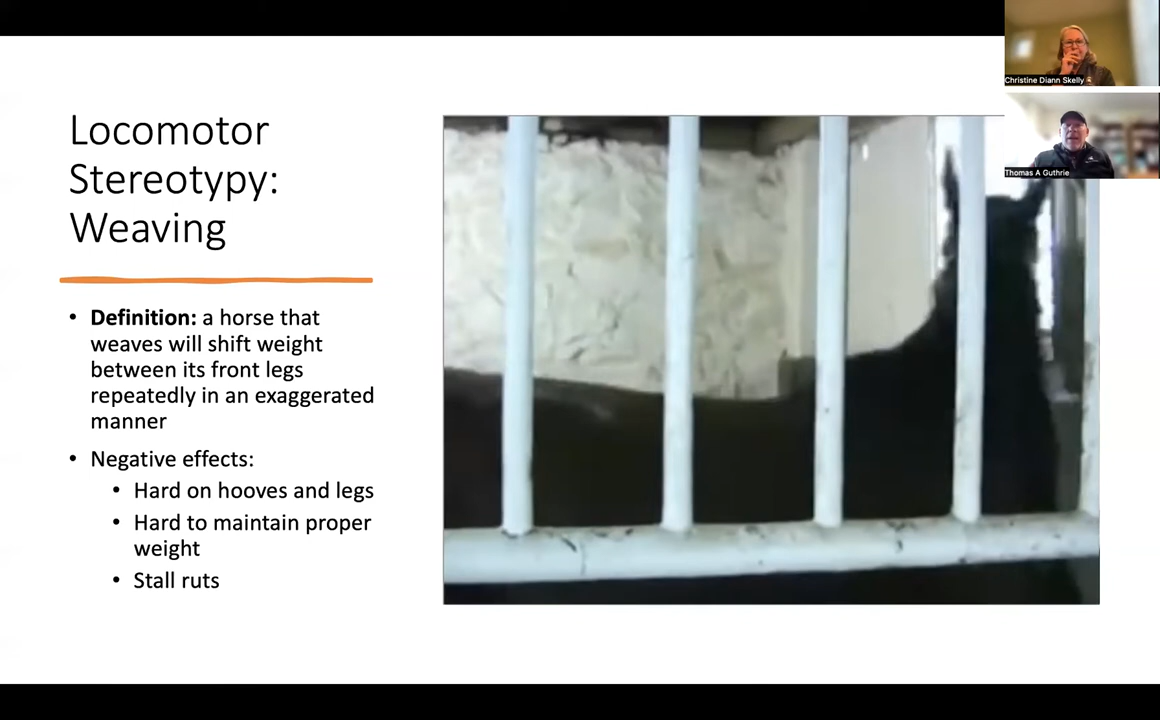 Locomotor
Stereotypy:
Weaving
• Definition: a horse that
weaves will shift weight
between its front legs
repeatedly in an exaggerated
manner
• Negative effects:
• Hard on hooves and legs
• Hard to maintain proper
weight
• Stall ruts
Christine Diann Skelly
Thomas A Guthrie